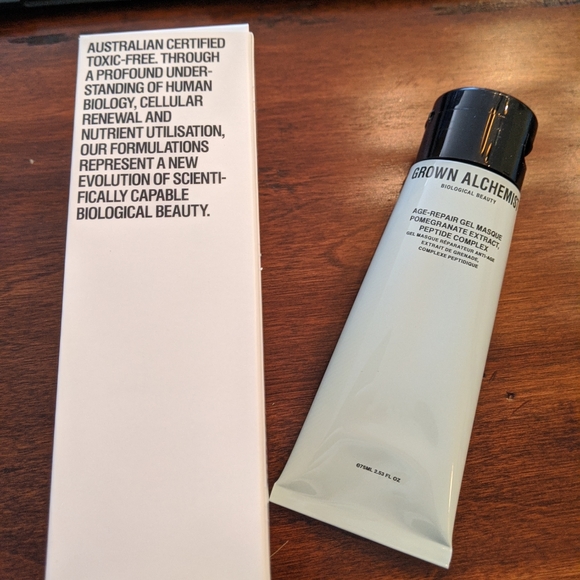 AUSTRALIAN CERTIFIED
TOXIC-FREE. THROUGH
A PROFOUND UNDER-
STANDING OF HUMAN
BIOLOGY, CELLULAR
RENEWAL AND
NUTRIENT UTILISATION,
OUR FORMULATIONS
REPRESENT A NEW
EVOLUTION OF SCIENTI-
FICALLY CAPABLE
BIOLOGICAL BEAUTY.
GROWN ALCHEMIST
BIOLOGICAL BEAUTY
AGE-REPAIR GEL MASQUE
POMEGRANATE EXTRACT,
PEPTIDE COMPLEX
GEL MASQUE RÉPARATEUR ANTI-AGE
EXTRAIT DE GRENADE,
COMPLEXE PEPTIDIQUE
℮75ML 2.53 FL OZ